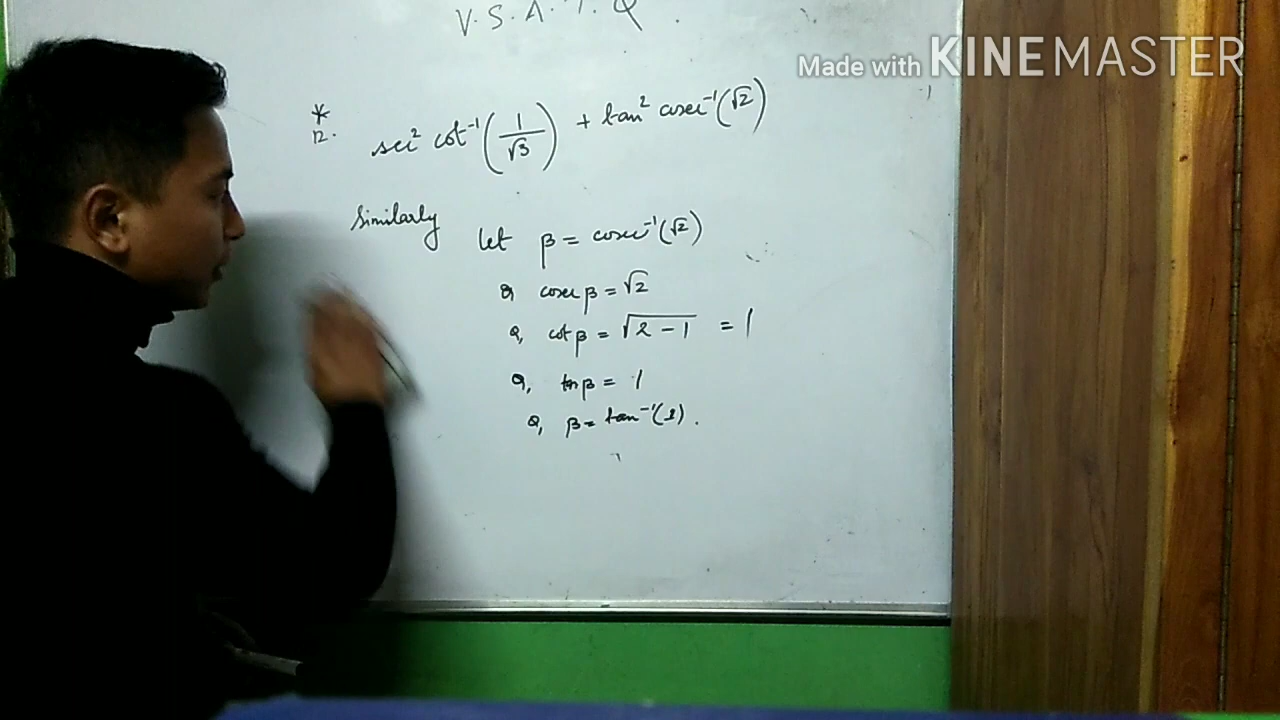 V. S. A. T. Q.
Made with KINEMASTER
*
12. sec² cot⁻¹(1/√3) + tan² cosec⁻¹(√2)
Similarly let β = cosec⁻¹(√2)
Or cosec β = √2
Or, cot β = √2 - 1 = 1
Or, tan β = 1
Or, β = tan⁻¹(1).